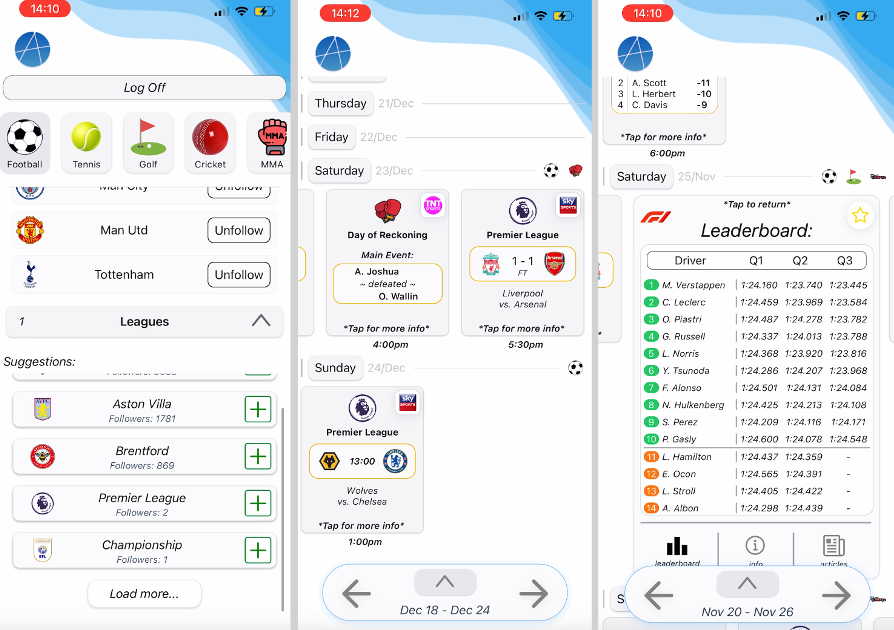 14:10
Log Off
Football
Tennis
Golf
Cricket
MMA
MMA
Man City
Unfollow
Man Utd
Unfollow
Tottenham
Unfollow
1
Leagues
Suggestions:
Aston Villa
Followers: 1781
Brentford
Followers: 869
Premier League
Followers: 2
Championship
Followers: 1
Load more...
14:12
Thursday 21/Dec
Friday 22/Dec
Saturday 23/Dec
TNT
Day of Reckoning
Main Event:
A. Joshua
~ defeated ~
O. Wallin
*Tap for more info*
4:00pm
sky
SPORTS
Premier League
1 - 1
FT
Liverpool
vs. Arsenal
*Tap for more info*
5:30pm
Sunday 24/Dec
sky
SPORTS
Premier League
13:00
Wolves
vs. Chelsea
*Tap for more info*
1:00pm
Dec 18 - Dec 24
14:10
2 A. Scott -11
3 L. Herbert -10
4 C. Davis -9
*Tap for more info*
6:00pm
Saturday 25/Nov
*Tap to return*
Leaderboard:
Driver Q1 Q2 Q3
1 M. Verstappen 1:24.160 1:23.740 1:23.445
2 C. Leclerc 1:24.459 1:23.969 1:23.584
3 O. Piastri 1:24.487 1:24.278 1:23.782
4 G. Russell 1:24.337 1:24.013 1:23.788
5 L. Norris 1:24.368 1:23.920 1:23.816
6 Y. Tsunoda 1:24.286 1:24.207 1:23.968
7 F. Alonso 1:24.501 1:24.131 1:24.084
8 N. Hulkenberg 1:24.425 1:24.213 1:24.108
9 S. Perez 1:24.209 1:24.116 1:24.171
10 P. Gasly 1:24.600 1:24.078 1:24.548
11 L. Hamilton 1:24.437 1:24.359 -
12 E. Ocon 1:24.565 1:24.391 -
13 L. Stroll 1:24.405 1:24.422 -
14 A. Albon 1:24.298 1:24.439 -
leaderboard
info
articles
S
Nov 20 - Nov 26